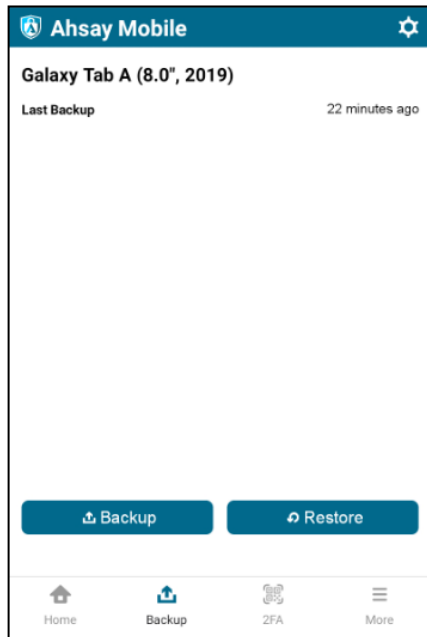 Ahsay Mobile
Galaxy Tab A (8.0", 2019)
Last Backup 22 minutes ago
Backup Restore
Home Backup 2FA More